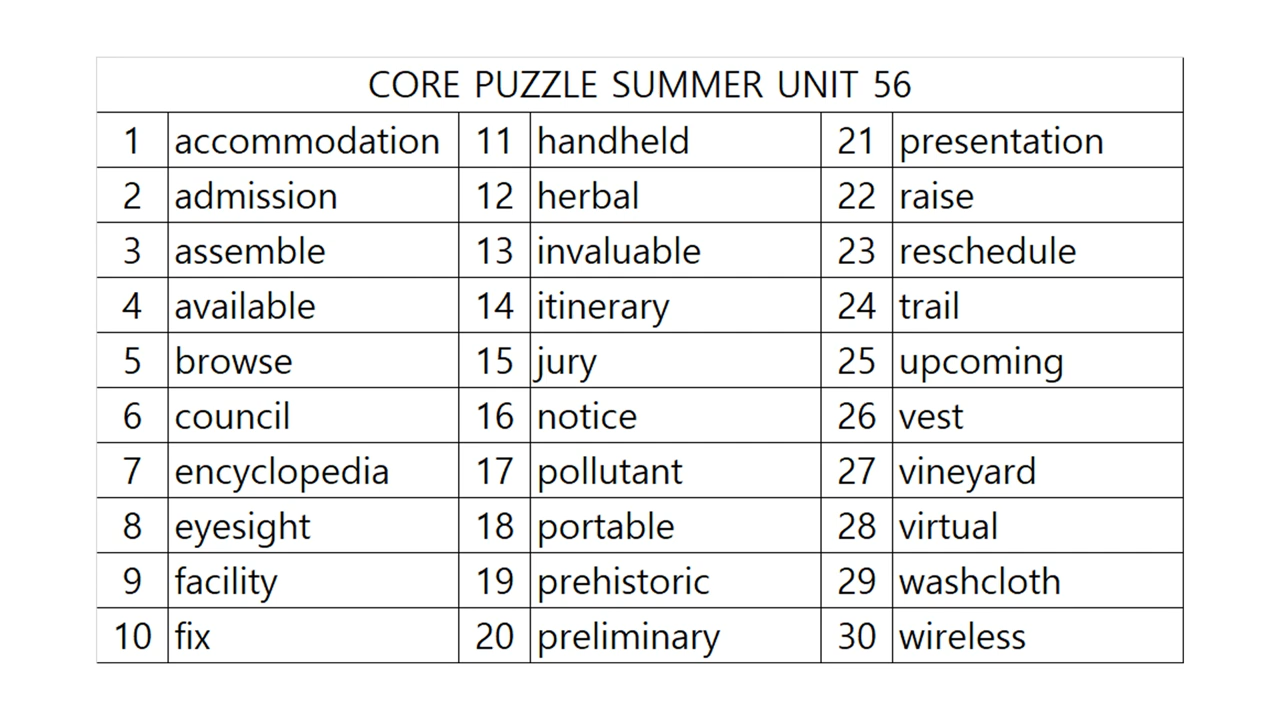 CORE PUZZLE SUMMER UNIT 56
1 accommodation 11 handheld 21 presentation
2 admission 12 herbal 22 raise
3 assemble 13 invaluable 23 reschedule
4 available 14 itinerary 24 trail
5 browse 15 jury 25 upcoming
6 council 16 notice 26 vest
7 encyclopedia 17 pollutant 27 vineyard
8 eyesight 18 portable 28 virtual
9 facility 19 prehistoric 29 washcloth
10 fix 20 preliminary 30 wireless